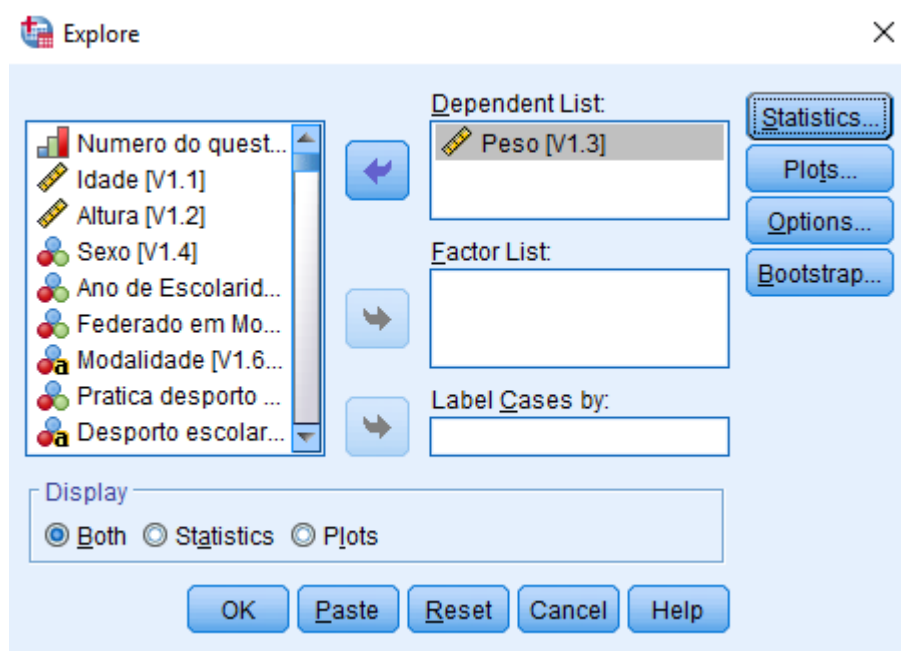 Explore
Numero do quest...
Idade [V1.1]
Altura [V1.2]
Sexo [V1.4]
Ano de Escolarid...
Federado em Mo...
Modalidade [V1.6...
Pratica desporto ...
Desporto escolar...
Dependent List:
Peso [V1.3]
Factor List:
Label Cases by:
Statistics...
Plots...
Options...
Bootstrap...
Display
Both Statistics Plots
OK Paste Reset Cancel Help